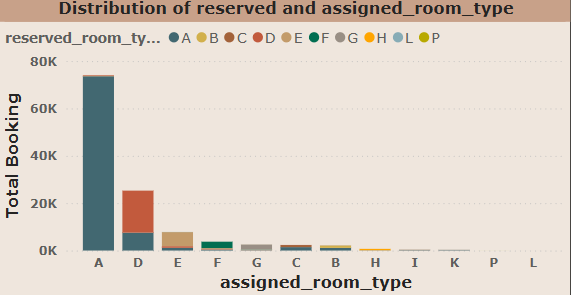 Distribution of reserved and assigned_room_type
reserved_room_ty... A B C D E F G H L P
80K
60K
40K
20K
0K
Total Booking
A D E F G C B H I K P L
assigned_room_type